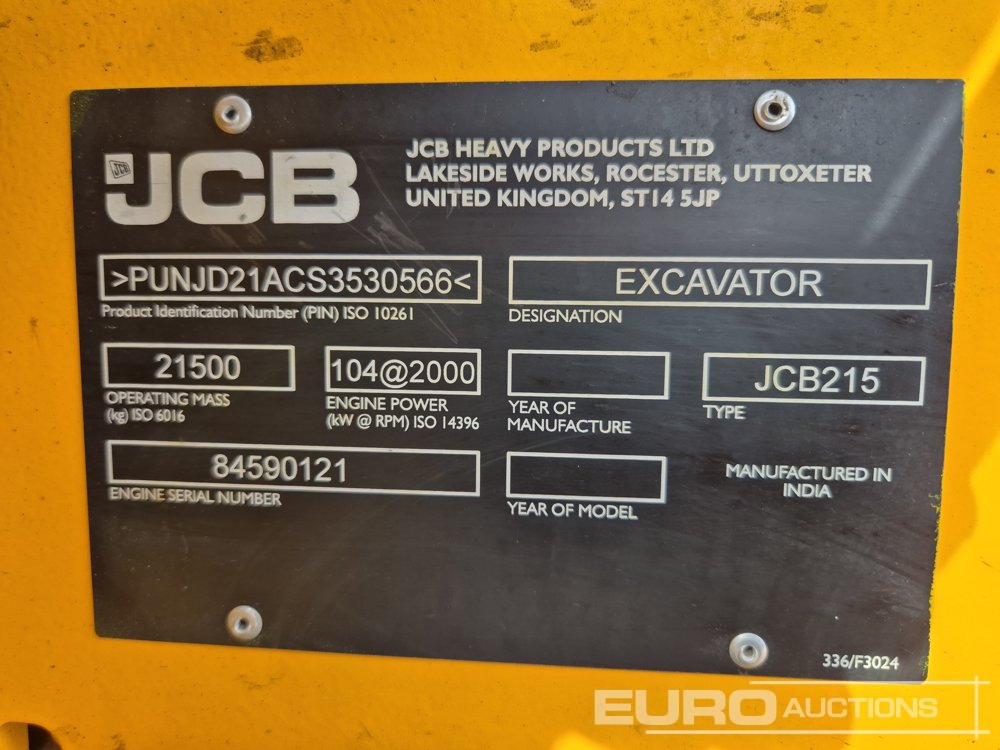 JCB
JCB
JCB HEAVY PRODUCTS LTD
LAKESIDE WORKS, ROCESTER, UTTOXETER
UNITED KINGDOM, ST14 5JP
>PUNJD21ACS3530566<
Product Identification Number (PIN) ISO 10261
EXCAVATOR
DESIGNATION
21500
OPERATING MASS
(kg) ISO 6016
104@2000
ENGINE POWER
(kW @ RPM) ISO 14396
YEAR OF
MANUFACTURE
JCB215
TYPE
84590121
ENGINE SERIAL NUMBER
YEAR OF MODEL
MANUFACTURED IN
INDIA
336/F3024
EURO AUCTIONS